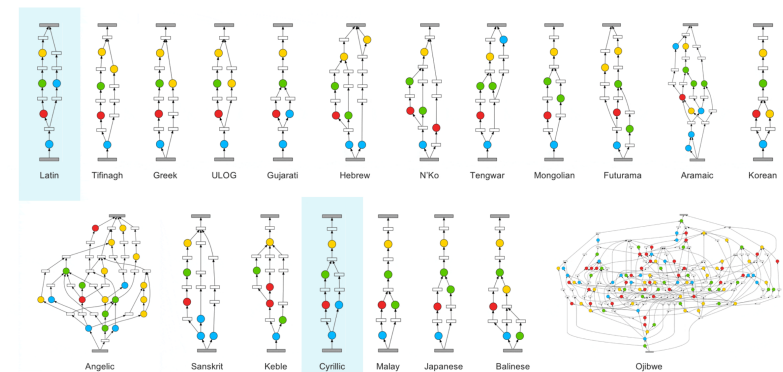 Latin Tifinagh Greek ULOG Gujarati Hebrew N'Ko Tengwar Mongolian Futurama Aramaic Korean
Angelic Sanskrit Keble Cyrillic Malay Japanese Balinese Ojibwe